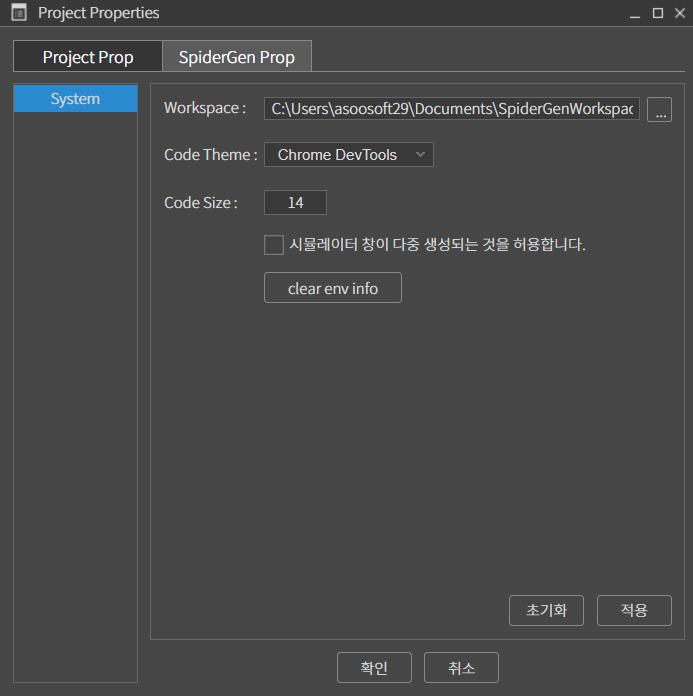 Project Properties
Project Prop
SpiderGen Prop
System
Workspace :
C:\Users\asoosoft29\Documents\SpiderGenWorkspac
...
Code Theme :
Chrome DevTools
Code Size :
14
시뮬레이터 창이 다중 생성되는 것을 허용합니다.
clear env info
초기화
적용
확인
취소